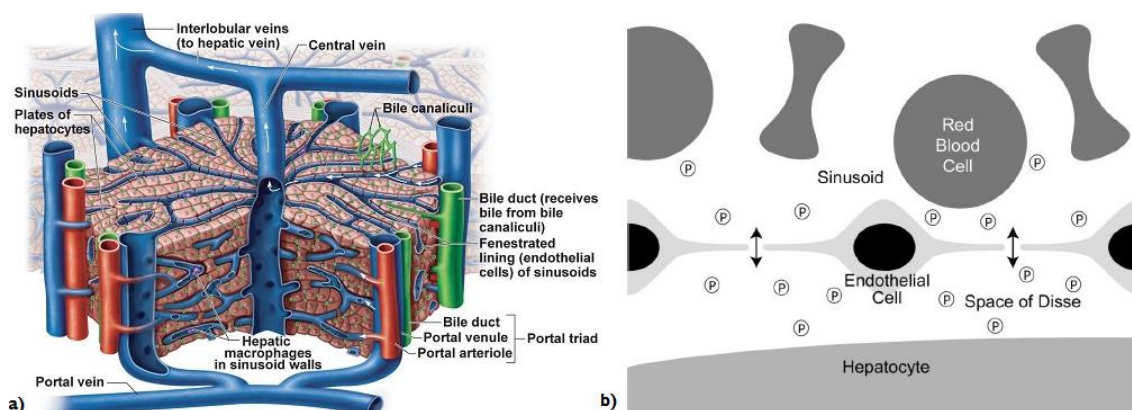 Interlobular veins
(to hepatic vein)
Central vein
Sinusoids
Plates of
hepatocytes
Bile canaliculi
Bile duct (receives
bile from bile
canaliculi)
Fenestrated
lining (endothelial
cells) of sinusoids
Bile duct
Portal venule
Portal arteriole
Portal triad
Hepatic
macrophages
in sinusoid walls
Portal vein
a)
Red
Blood
Cell
P
P
Sinusoid
P
P
P
P
P
P
P
P
P
P
P
P
Endothelial
Cell
Space of Disse
P
P
Hepatocyte
b)